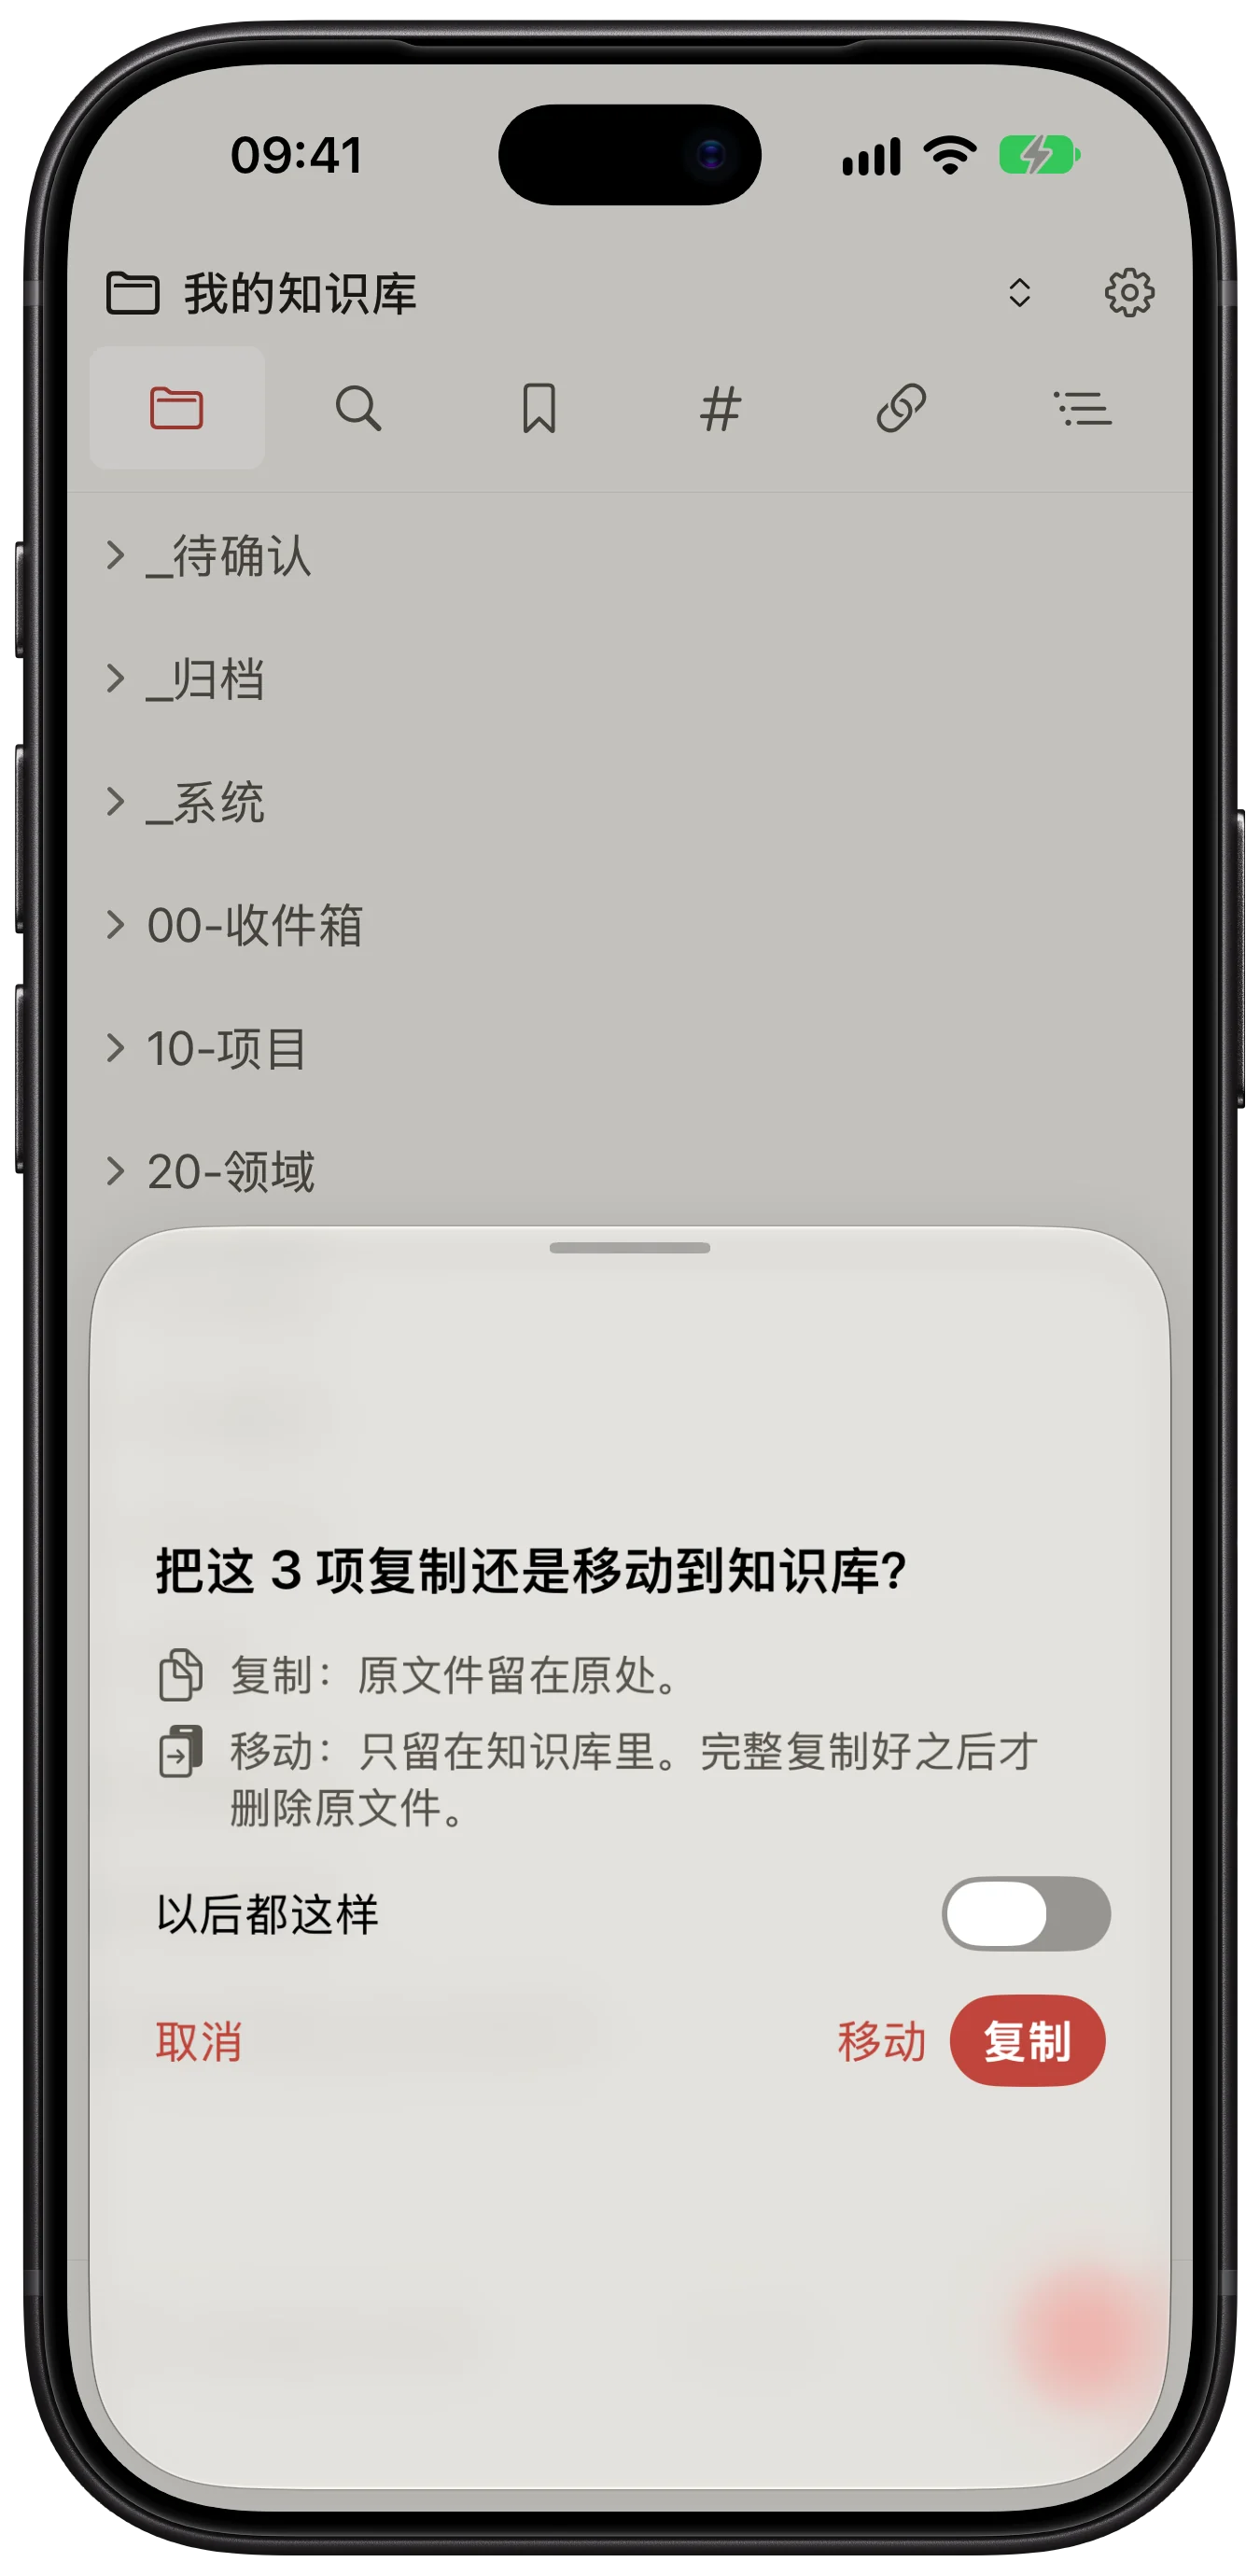 09:41
我的知识库
_待确认
_归档
_系统
00-收件箱
10-项目
20-领域
把这 3 项复制还是移动到知识库?
复制：原文件留在原处。
移动：只留在知识库里。完整复制好之后才
删除原文件。
以后都这样
取消
移动
复制